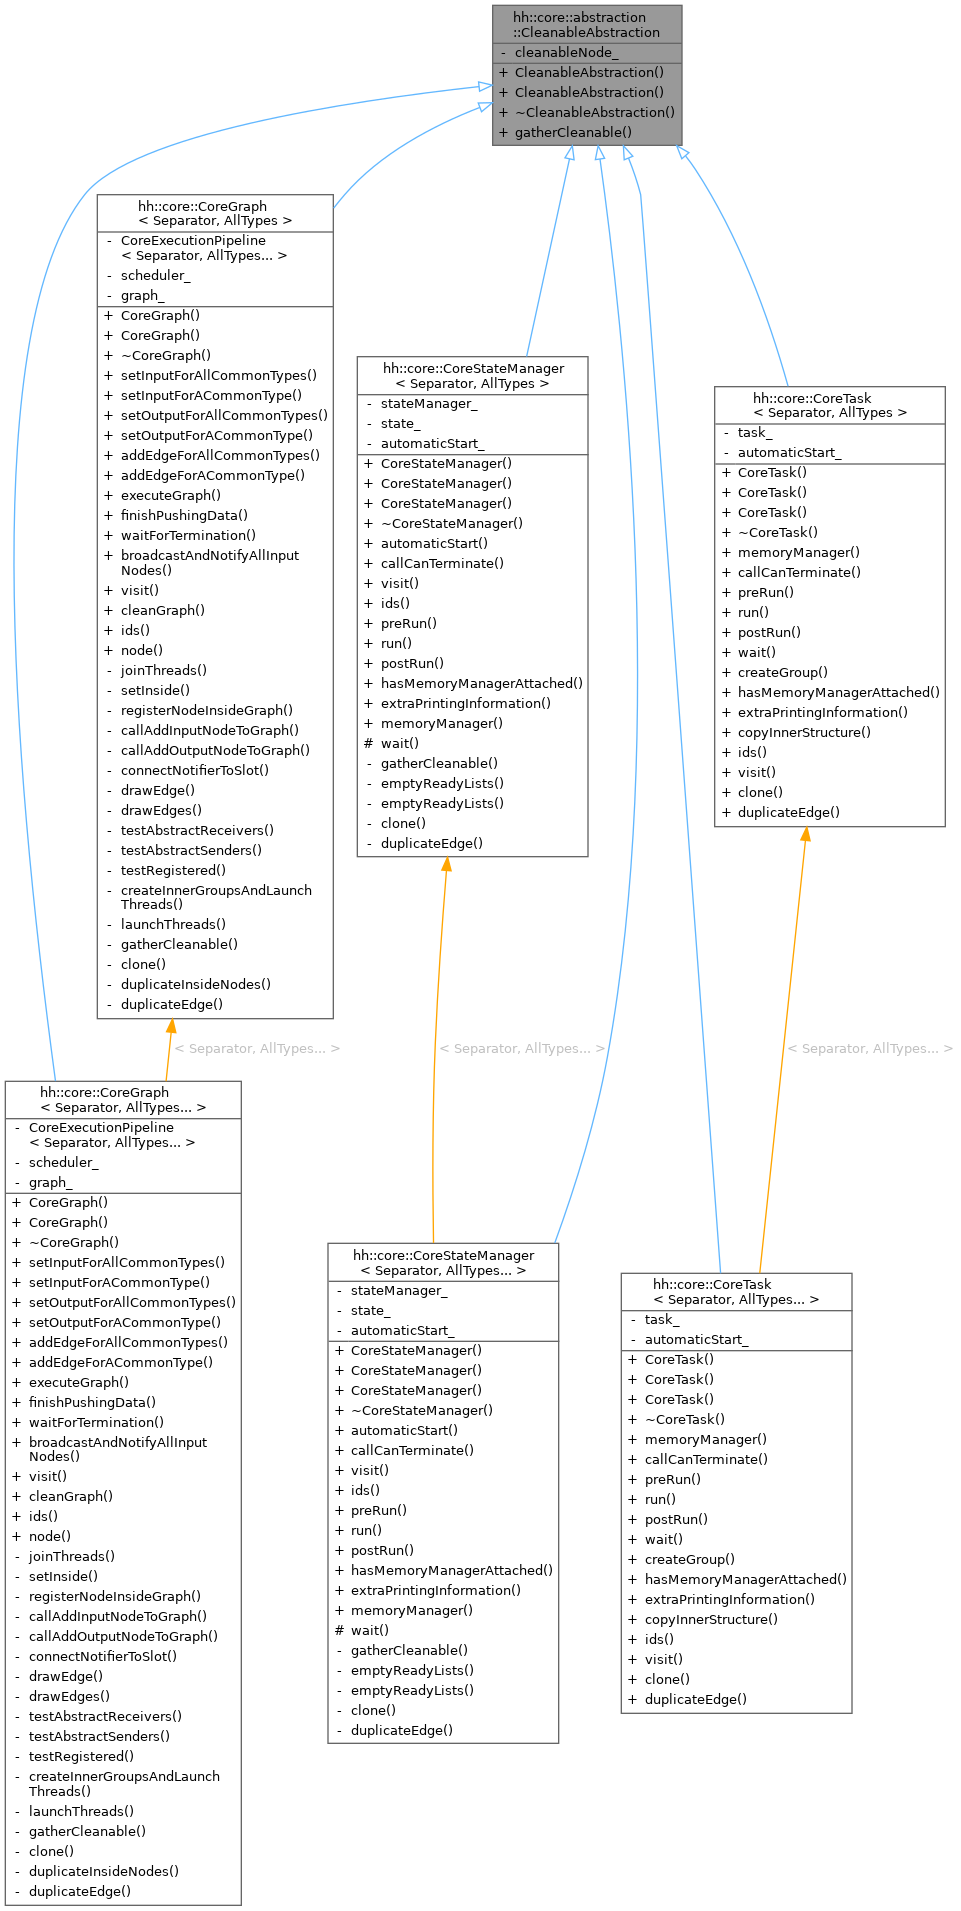 hh::core::abstraction
::CleanableAbstraction
- cleanableNode_
+ CleanableAbstraction()
+ CleanableAbstraction()
+ ~CleanableAbstraction()
+ gatherCleanable()
hh::core::CoreGraph
< Separator, AllTypes >
- CoreExecutionPipeline
< Separator, AllTypes... >
- scheduler_
- graph_
+ CoreGraph()
+ CoreGraph()
+ ~CoreGraph()
+ setInputForAllCommonTypes()
+ setInputForACommonType()
+ setOutputForAllCommonTypes()
+ setOutputForACommonType()
+ addEdgeForAllCommonTypes()
+ addEdgeForACommonType()
+ executeGraph()
+ finishPushingData()
+ waitForTermination()
+ broadcastAndNotifyAllInput
Nodes()
+ visit()
+ cleanGraph()
+ ids()
+ node()
- joinThreads()
- setInside()
- registerNodeInsideGraph()
- callAddInputNodeToGraph()
- callAddOutputNodeToGraph()
- connectNotifierToSlot()
- drawEdge()
- drawEdges()
- testAbstractReceivers()
- testAbstractSenders()
- testRegistered()
- createInnerGroupsAndLaunch
Threads()
- launchThreads()
- gatherCleanable()
- clone()
- duplicateInsideNodes()
- duplicateEdge()
hh::core::CoreStateManager
< Separator, AllTypes >
- stateManager_
- state_
- automaticStart_
+ CoreStateManager()
+ CoreStateManager()
+ CoreStateManager()
+ ~CoreStateManager()
+ automaticStart()
+ callCanTerminate()
+ visit()
+ ids()
+ preRun()
+ run()
+ postRun()
+ hasMemoryManagerAttached()
+ extraPrintingInformation()
+ memoryManager()
# wait()
- gatherCleanable()
- emptyReadyLists()
- emptyReadyLists()
- clone()
- duplicateEdge()
hh::core::CoreTask
< Separator, AllTypes >
- task_
- automaticStart_
+ CoreTask()
+ CoreTask()
+ CoreTask()
+ ~CoreTask()
+ memoryManager()
+ callCanTerminate()
+ preRun()
+ run()
+ postRun()
+ wait()
+ createGroup()
+ hasMemoryManagerAttached()
+ extraPrintingInformation()
+ copyInnerStructure()
+ ids()
+ visit()
+ clone()
+ duplicateEdge()
< Separator, AllTypes... >
< Separator, AllTypes... >
< Separator, AllTypes... >
hh::core::CoreGraph
< Separator, AllTypes... >
- CoreExecutionPipeline
< Separator, AllTypes... >
- scheduler_
- graph_
+ CoreGraph()
+ CoreGraph()
+ ~CoreGraph()
+ setInputForAllCommonTypes()
+ setInputForACommonType()
+ setOutputForAllCommonTypes()
+ setOutputForACommonType()
+ addEdgeForAllCommonTypes()
+ addEdgeForACommonType()
+ executeGraph()
+ finishPushingData()
+ waitForTermination()
+ broadcastAndNotifyAllInput
Nodes()
+ visit()
+ cleanGraph()
+ ids()
+ node()
- joinThreads()
- setInside()
- registerNodeInsideGraph()
- callAddInputNodeToGraph()
- callAddOutputNodeToGraph()
- connectNotifierToSlot()
- drawEdge()
- drawEdges()
- testAbstractReceivers()
- testAbstractSenders()
- testRegistered()
- createInnerGroupsAndLaunch
Threads()
- launchThreads()
- gatherCleanable()
- clone()
- duplicateInsideNodes()
- duplicateEdge()
hh::core::CoreStateManager
< Separator, AllTypes... >
- stateManager_
- state_
- automaticStart_
+ CoreStateManager()
+ CoreStateManager()
+ CoreStateManager()
+ ~CoreStateManager()
+ automaticStart()
+ callCanTerminate()
+ visit()
+ ids()
+ preRun()
+ run()
+ postRun()
+ hasMemoryManagerAttached()
+ extraPrintingInformation()
+ memoryManager()
# wait()
- gatherCleanable()
- emptyReadyLists()
- emptyReadyLists()
- clone()
- duplicateEdge()
hh::core::CoreTask
< Separator, AllTypes... >
- task_
- automaticStart_
+ CoreTask()
+ CoreTask()
+ CoreTask()
+ ~CoreTask()
+ memoryManager()
+ callCanTerminate()
+ preRun()
+ run()
+ postRun()
+ wait()
+ createGroup()
+ hasMemoryManagerAttached()
+ extraPrintingInformation()
+ copyInnerStructure()
+ ids()
+ visit()
+ clone()
+ duplicateEdge()